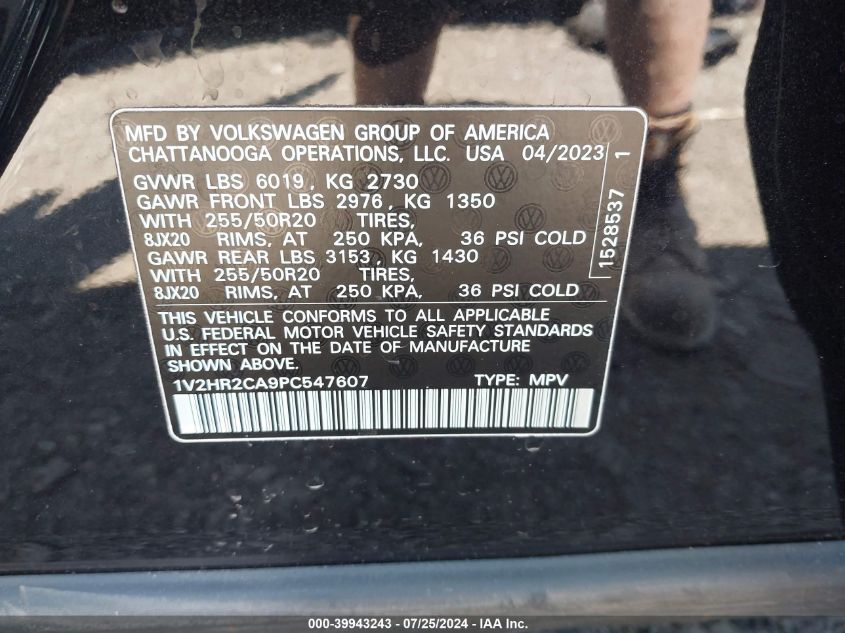 MFD BY VOLKSWAGEN GROUP OF AMERICA
CHATTANOOGA OPERATIONS, LLC. USA 04/2023
GVWR LBS 6019, KG 2730
GAWR FRONT LBS 2976, KG 1350
WITH 255/50R20 TIRES,
8JX20 RIMS, AT 250 KPA, 36 PSI COLD
GAWR REAR LBS 3153, KG 1430
WITH 255/50R20 TIRES,
8JX20 RIMS, AT 250 KPA, 36 PSI COLD
1528537 1
THIS VEHICLE CONFORMS TO ALL APPLICABLE
U.S. FEDERAL MOTOR VEHICLE SAFETY STANDARDS
IN EFFECT ON THE DATE OF MANUFACTURE
SHOWN ABOVE.
1V2HR2CA9PC547607 TYPE: MPV
000-39943243 - 07/25/2024 - IAA Inc.